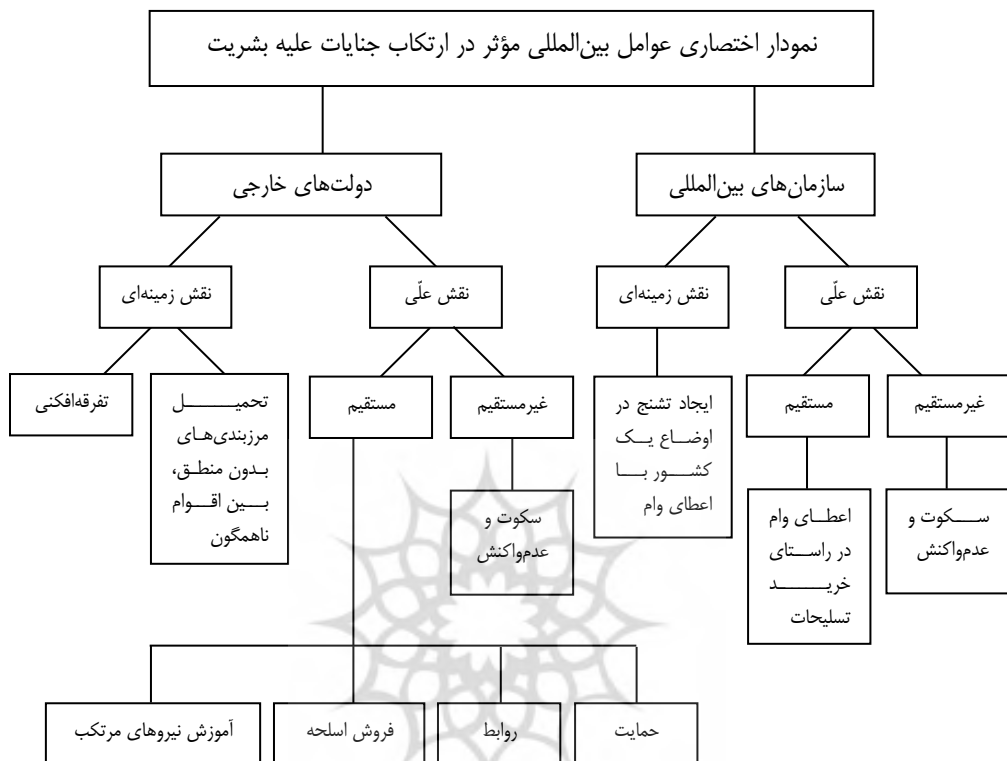 نمودار اختصاری عوامل بین‌المللی مؤثر در ارتکاب جنایات علیه بشریت
سازمان‌های بین‌المللی
دولت‌های خارجی
نقش علّی
نقش زمینه‌ای
نقش علّی
نقش زمینه‌ای
غیرمستقیم
مستقیم
ایجاد تشنج در
اوضاع یک
کشور با
اعطای وام
غیرمستقیم
مستقیم
تحمیل
مرزبندی‌های
بدون منطق،
بین اقوام
ناهمگون
تفرقه‌افکنی
سکوت و
عدم‌واکنش
اعطای وام
در راستای
خرید
تسلیحات
سکوت و
عدم‌واکنش
حمایت
روابط
فروش اسلحه
آموزش نیروهای مرتکب